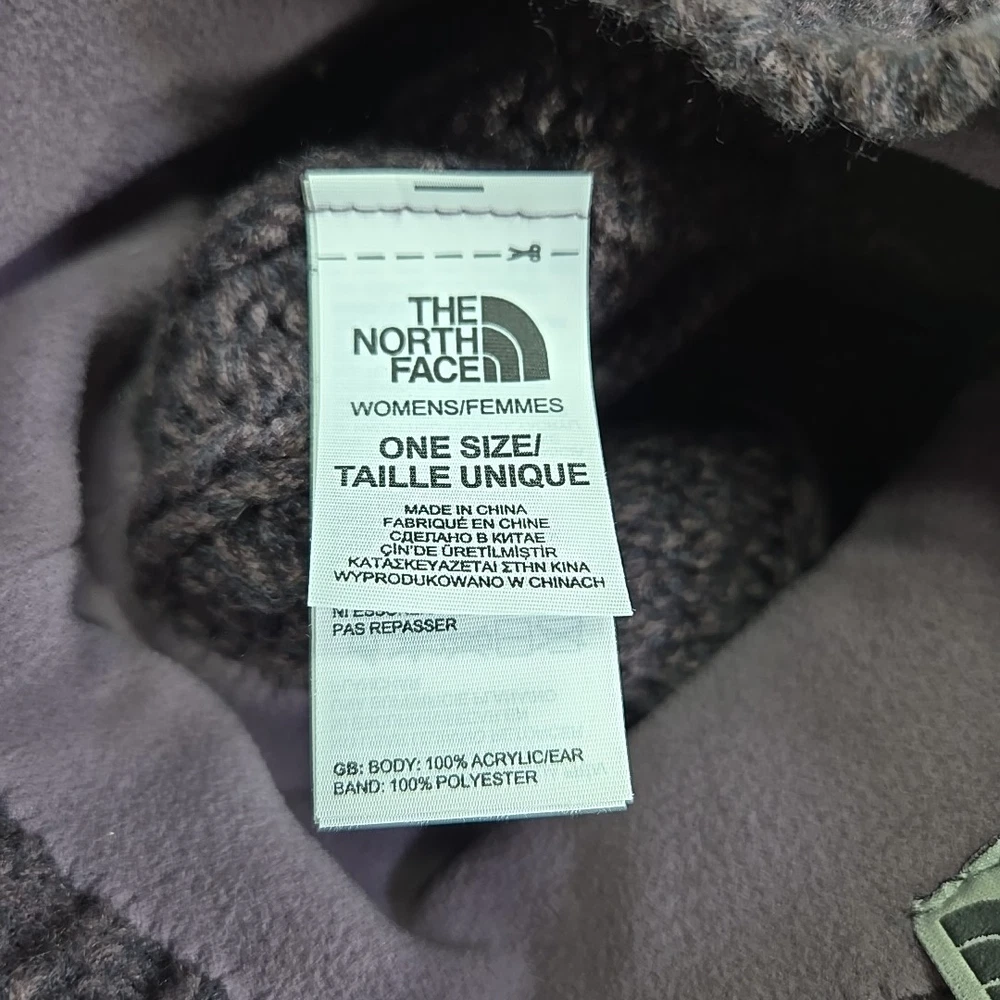 THE
NORTH
FACE
WOMENS/FEMMES
ONE SIZE/
TAILLE UNIQUE
MADE IN CHINA
FABRIQUÉ EN CHINE
СДЕЛАНО В КИТАЕ
ÇİN'DE ÜRETİLMİŞTİR
ΚΑΤΑΣΚΕΥΑΖΕΤΑΙ ΣΤΗΝ ΚΙΝΑ
WYPRODUKOWANO W CHINACH
PAS REPASSER
GB: BODY: 100% ACRYLIC/EAR
BAND: 100% POLYESTER